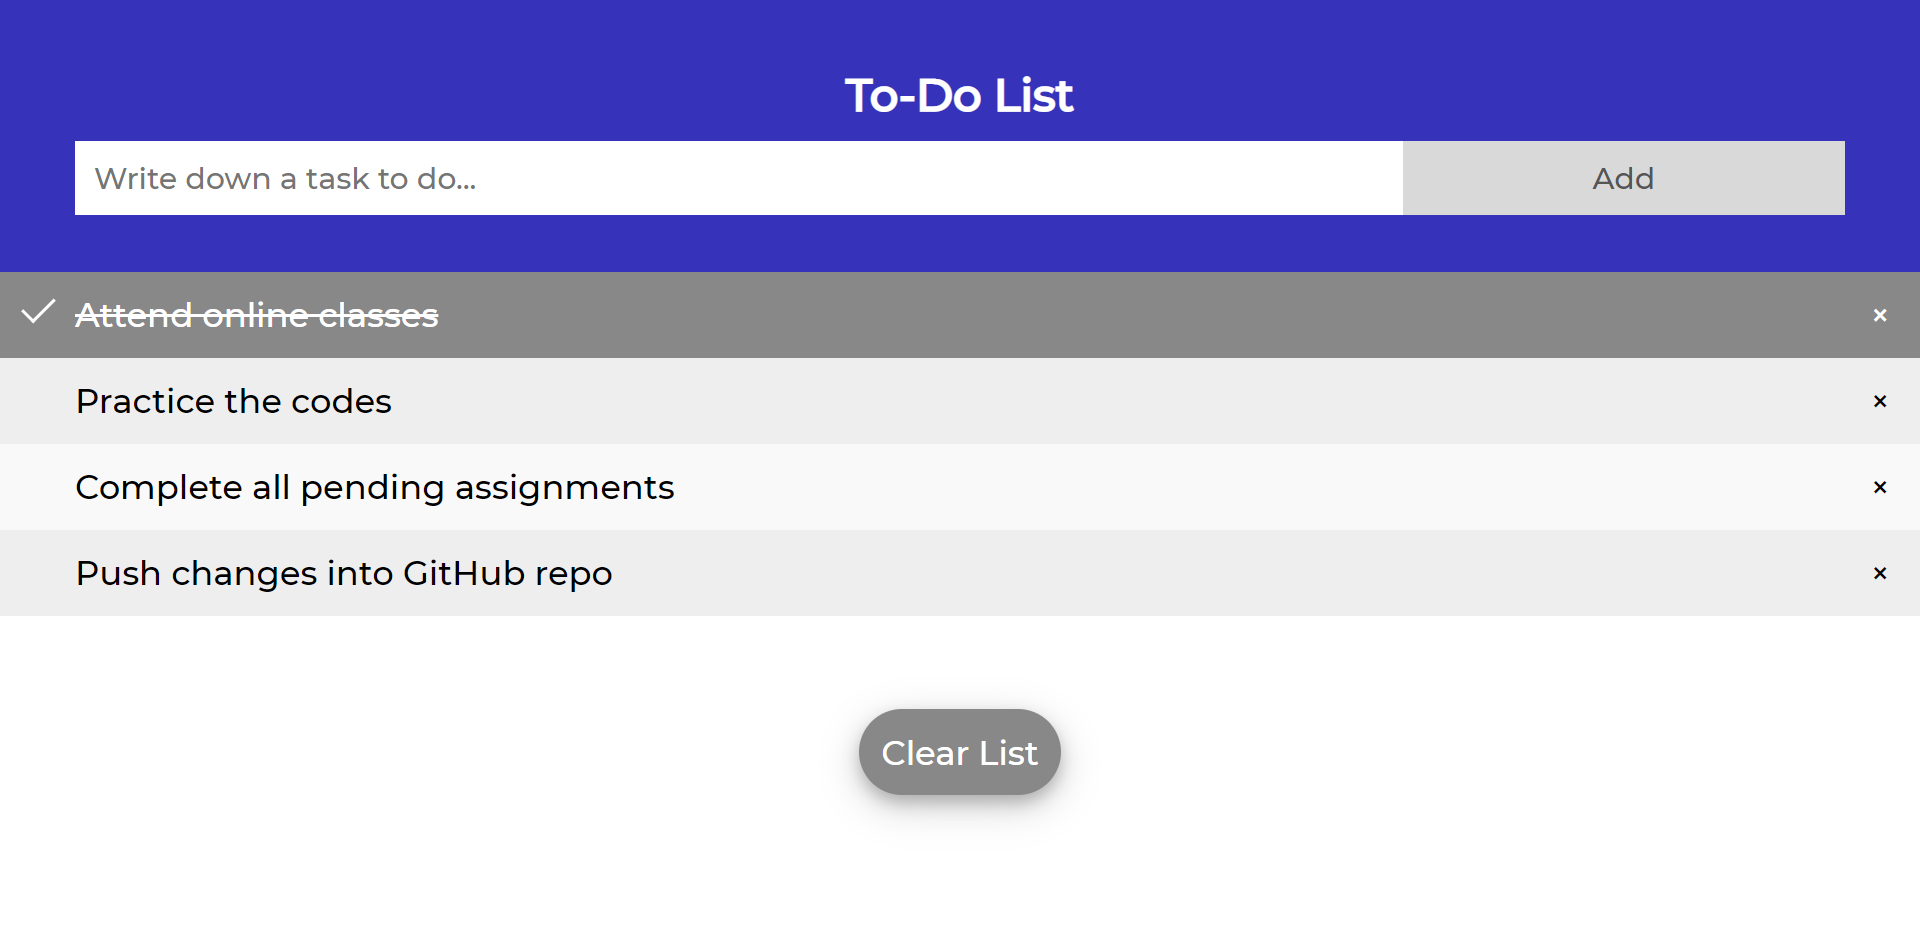 To-Do List
Write down a task to do...
Add
Attend online classes
×
Practice the codes
×
Complete all pending assignments
×
Push changes into GitHub repo
×
Clear List